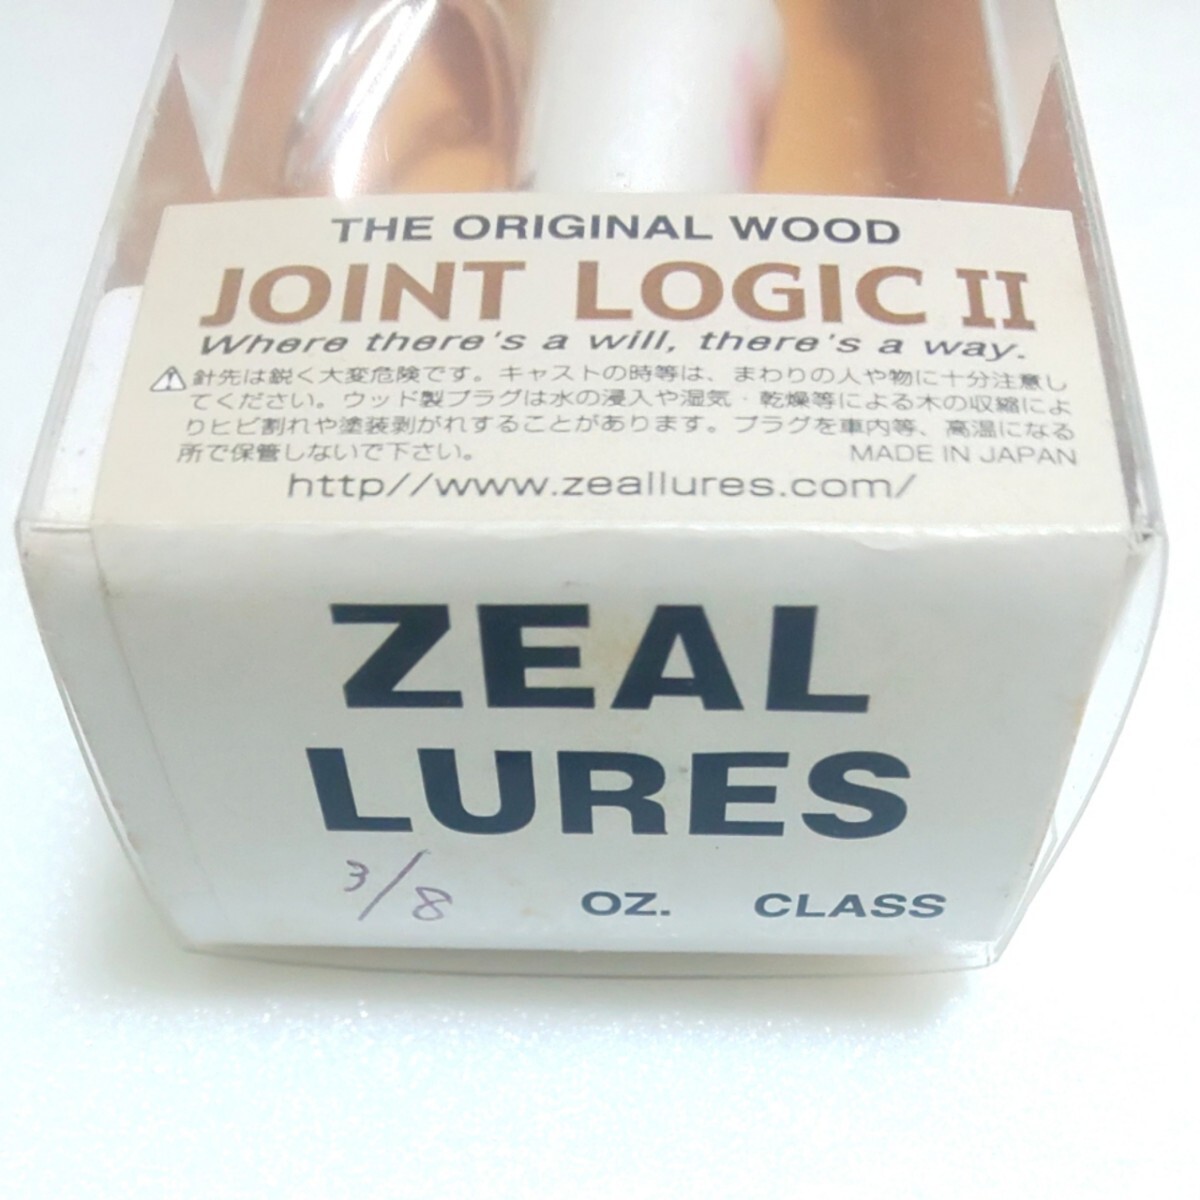 THE ORIGINAL WOOD
JOINT LOGIC II
Where there's a will, there's a way.
⚠針先は鋭く大変危険です。キャストの時等は、まわりの人や物に十分注意し
てください。ウッド製プラグは水の浸入や湿気・乾燥等による木の収縮によ
りヒビ割れや塗装剥がれすることがあります。プラグを車内等、高温になる
所で保管しないで下さい。 MADE IN JAPAN
http//www.zeallures.com/
ZEAL
LURES
3/8 OZ. CLASS